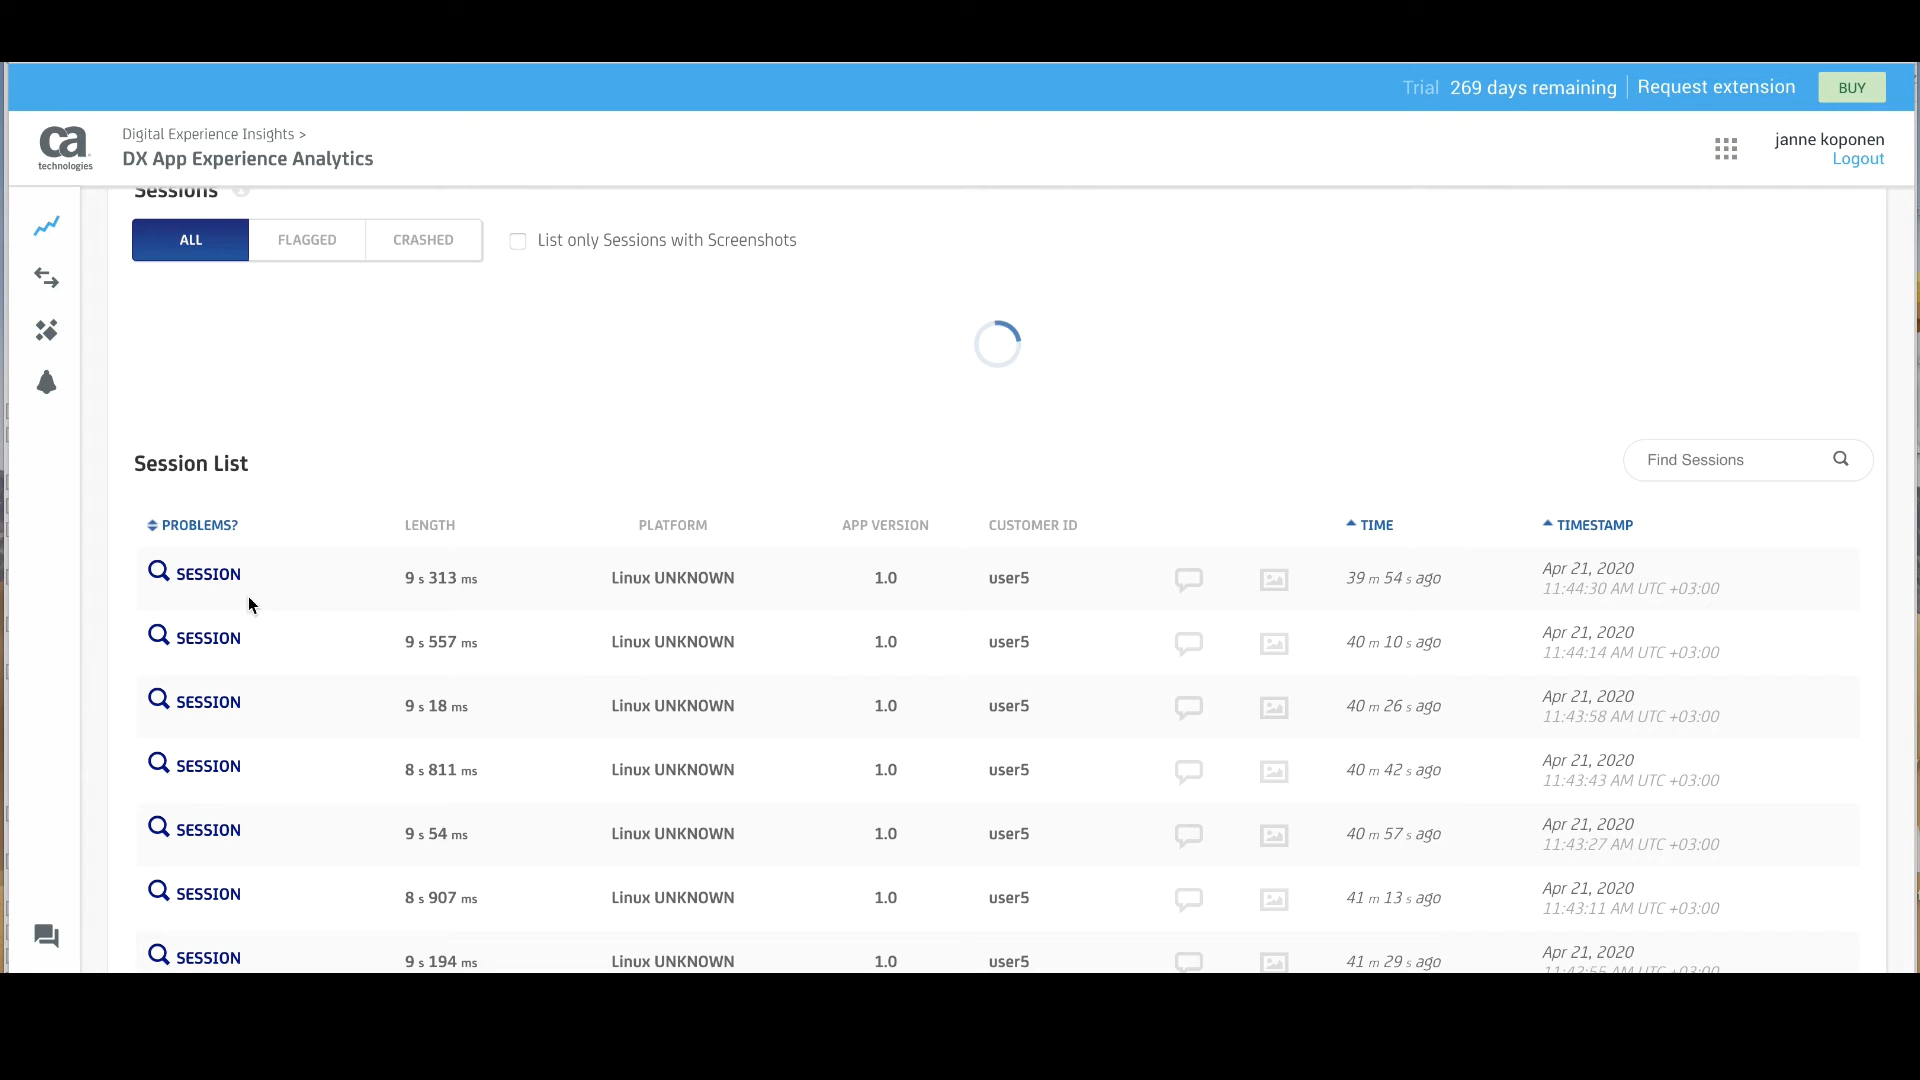 Trial 269 days remaining Request extension BUY
ca technologies
Digital Experience Insights >
DX App Experience Analytics
janne koponen
Logout
Sessions
ALL FLAGGED CRASHED List only Sessions with Screenshots
Session List
Find Sessions
PROBLEMS? LENGTH PLATFORM APP VERSION CUSTOMER ID TIME TIMESTAMP
SESSION 9 s 313 ms Linux UNKNOWN 1.0 user5 39 m 54 s ago Apr 21, 2020
11:44:30 AM UTC +03:00
SESSION 9 s 557 ms Linux UNKNOWN 1.0 user5 40 m 10 s ago Apr 21, 2020
11:44:14 AM UTC +03:00
SESSION 9 s 18 ms Linux UNKNOWN 1.0 user5 40 m 26 s ago Apr 21, 2020
11:43:58 AM UTC +03:00
SESSION 8 s 811 ms Linux UNKNOWN 1.0 user5 40 m 42 s ago Apr 21, 2020
11:43:43 AM UTC +03:00
SESSION 9 s 54 ms Linux UNKNOWN 1.0 user5 40 m 57 s ago Apr 21, 2020
11:43:27 AM UTC +03:00
SESSION 8 s 907 ms Linux UNKNOWN 1.0 user5 41 m 13 s ago Apr 21, 2020
11:43:11 AM UTC +03:00
SESSION 9 s 194 ms Linux UNKNOWN 1.0 user5 41 m 29 s ago Apr 21, 2020
11:42:55 AM UTC +03:00